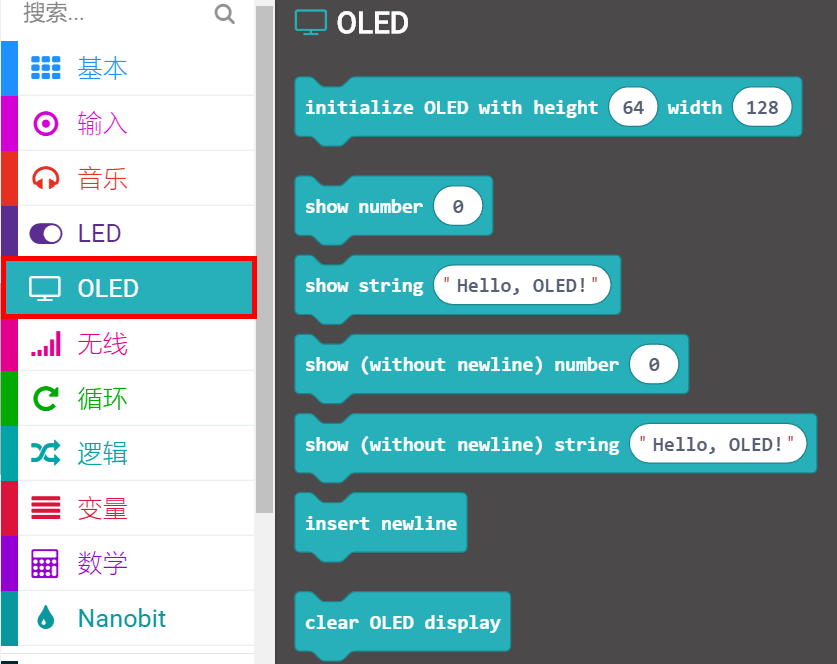 搜索...
基本
输入
音乐
LED
OLED
无线
循环
逻辑
变量
数学
Nanobit
OLED
initialize OLED with height 64 width 128
show number 0
show string "Hello, OLED!"
show (without newline) number 0
show (without newline) string "Hello, OLED!"
insert newline
clear OLED display